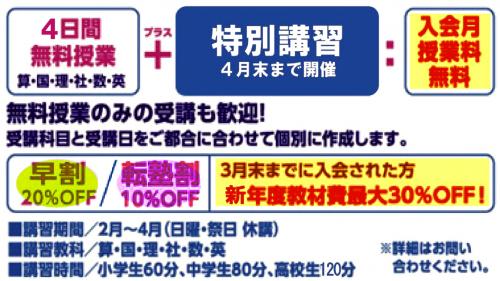 4日間
無料授業
算・国・理・社・数・英
プラス
+
特別講習
4月末まで開催
:
入会月
授業料
無料
無料授業のみの受講も歓迎!
受講科目と受講日をご都合に合わせて個別に作成します。
早割
20%OFF
/
転塾割
10%OFF
3月末までに入会された方
新年度教材費最大30%OFF!
■講習期間/2月〜4月(日曜・祭日 休講)
■講習教科/算・国・理・社・数・英
■講習時間/小学生60分、中学生80分、高校生120分
※詳細はお問い
合わせください。